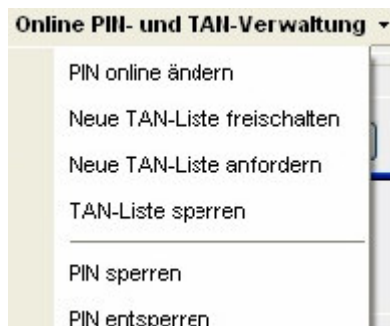 Online PIN- und TAN-Verwaltung
PIN online ändern
Neue TAN-Liste freischalten
Neue TAN-Liste anfordern
TAN-Liste sperren
PIN sperren
PIN entsperren